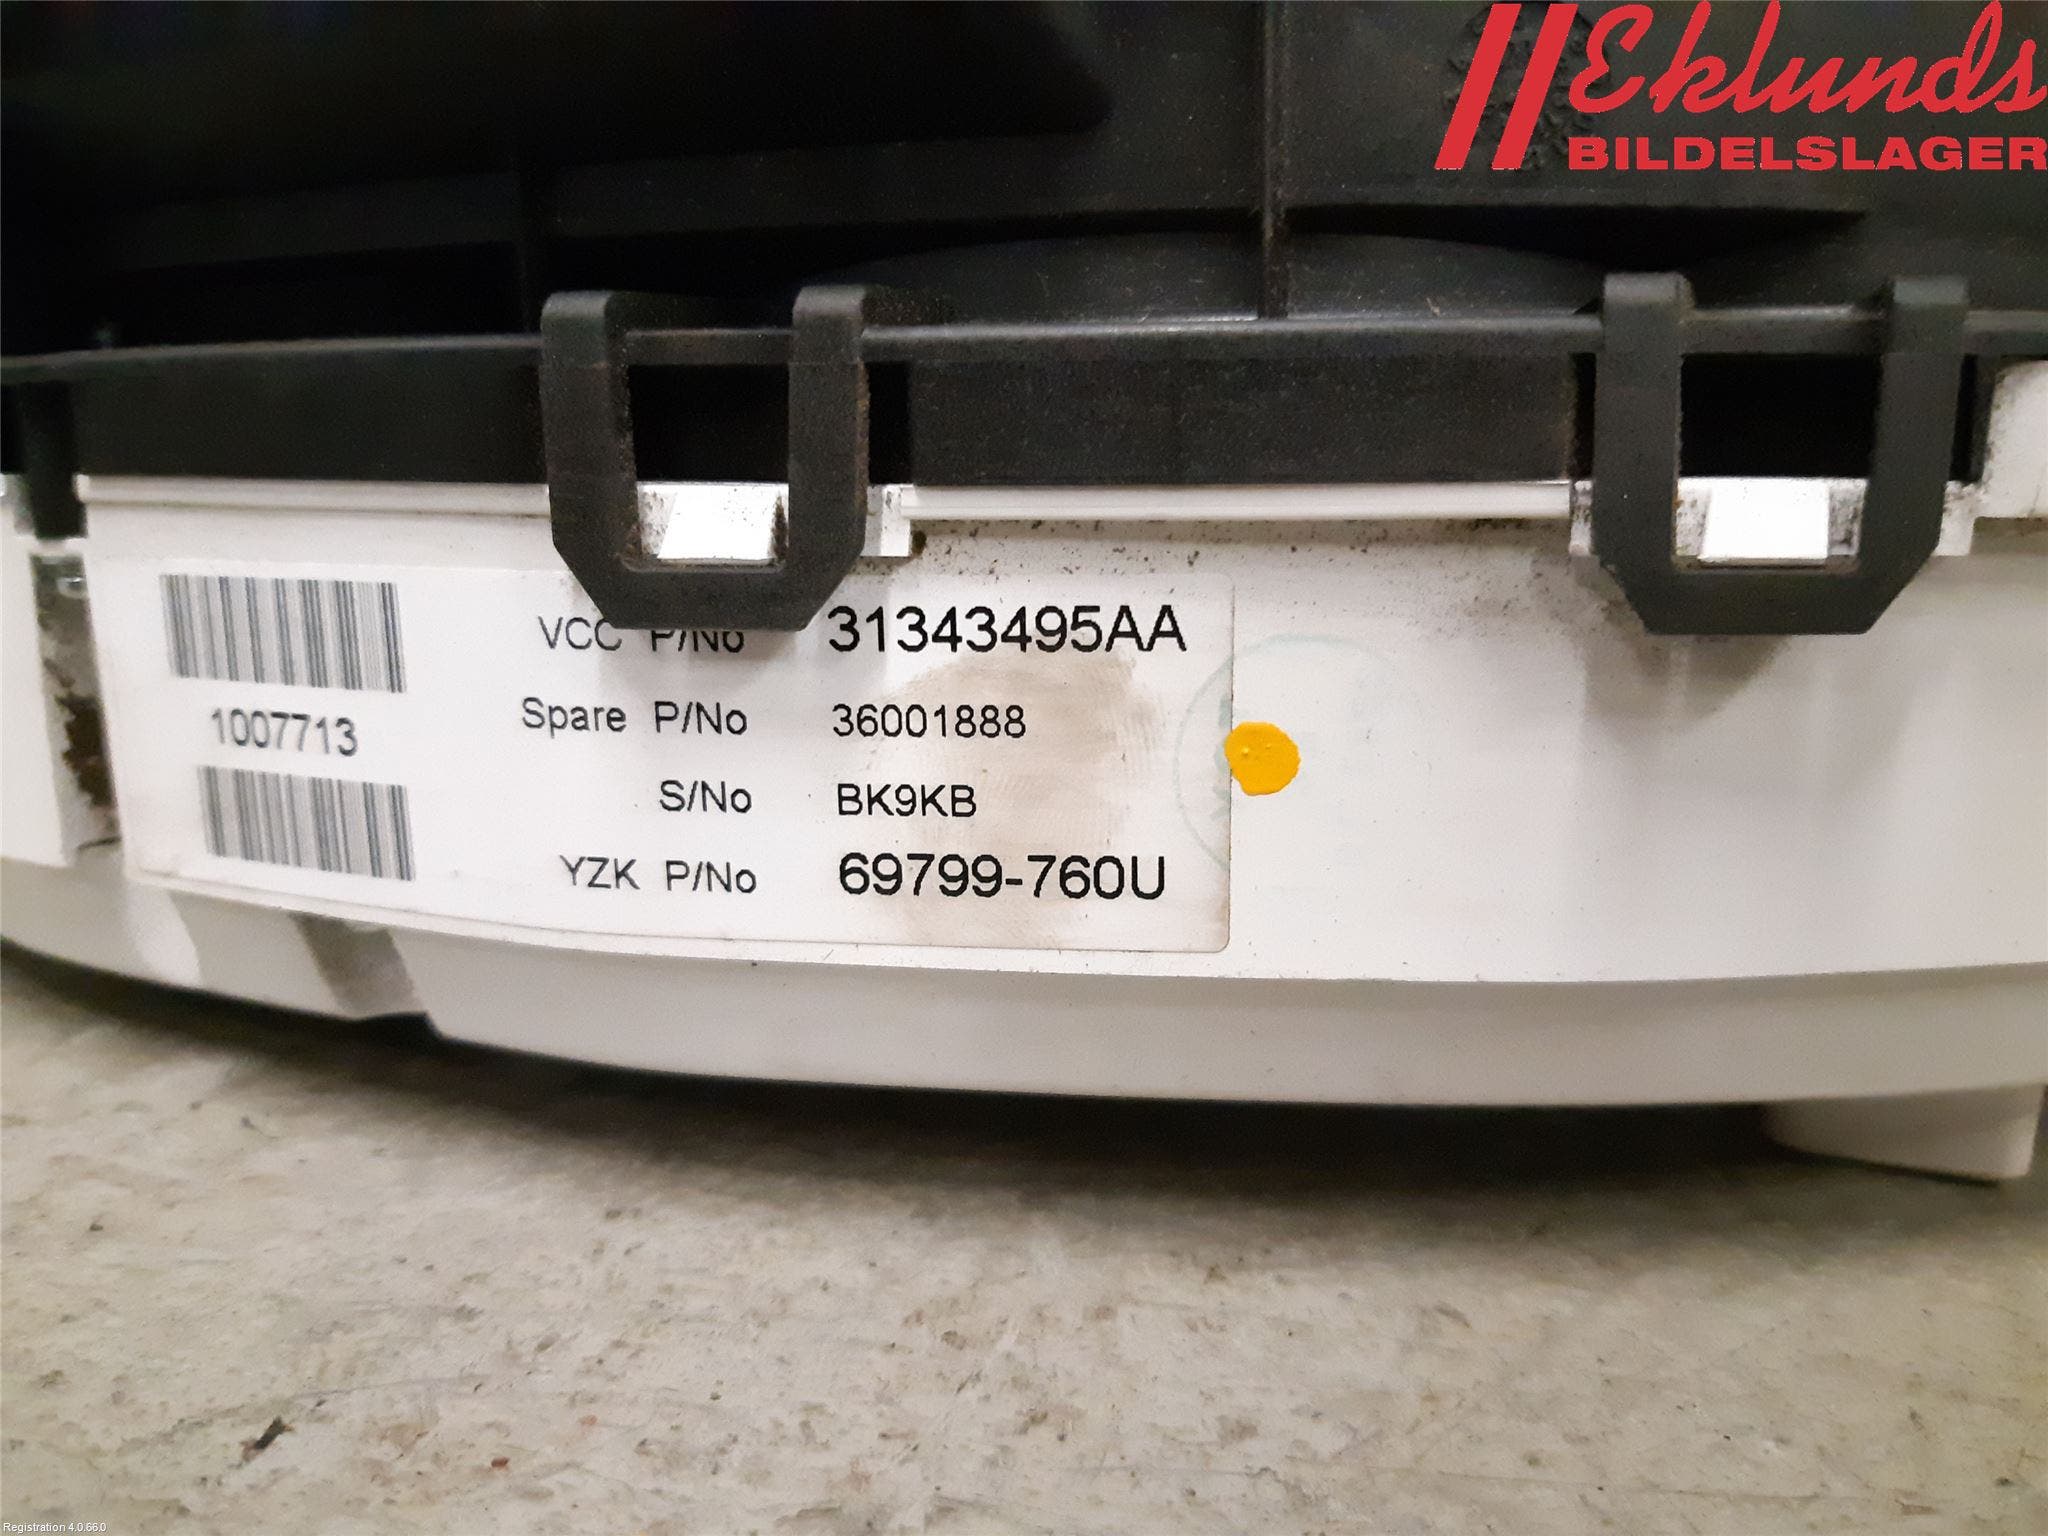 Eklunds
BILDELSLAGER
VCC P/No 31343495AA
1007713
Spare P/No 36001888
S/No BK9KB
YZK P/No 69799-760U
Registration 4.0.66.0